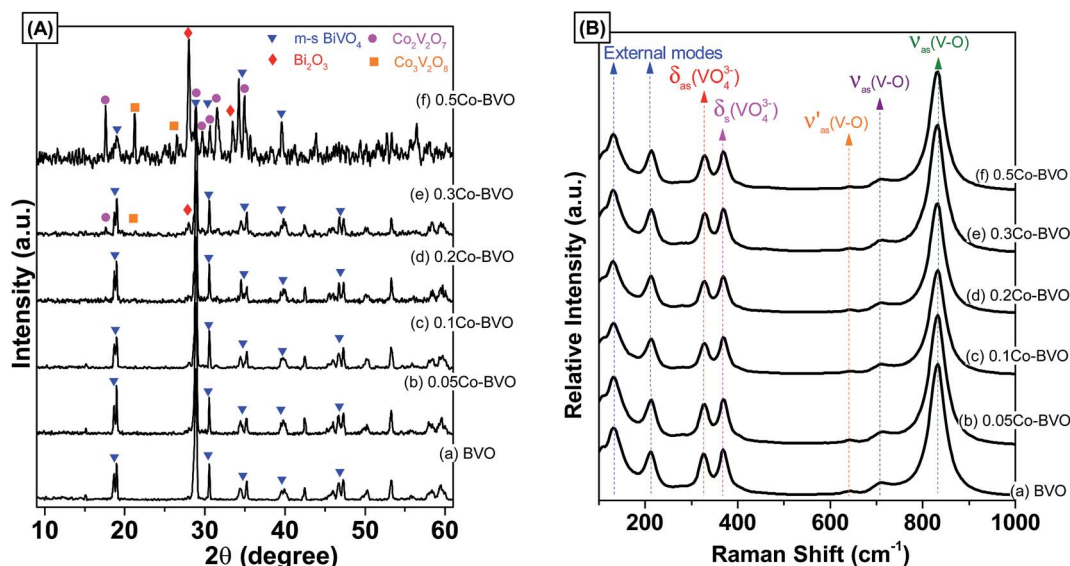 (A)
m-s BiVO₄
Co₂V₂O₇
Bi₂O₃
Co₃V₂O₈
(f) 0.5Co-BVO
(e) 0.3Co-BVO
(d) 0.2Co-BVO
(c) 0.1Co-BVO
(b) 0.05Co-BVO
(a) BVO
Intensity (a.u.)
10 20 30 40 50 60
2θ (degree)
(B)
External modes
δas(VO₄³⁻)
δs(VO₄³⁻)
ν'as(V-O)
νas(V-O)
νas(V-O)
(f) 0.5Co-BVO
(e) 0.3Co-BVO
(d) 0.2Co-BVO
(c) 0.1Co-BVO
(b) 0.05Co-BVO
(a) BVO
Relative Intensity (a.u.)
200 400 600 800 1000
Raman Shift (cm⁻¹)